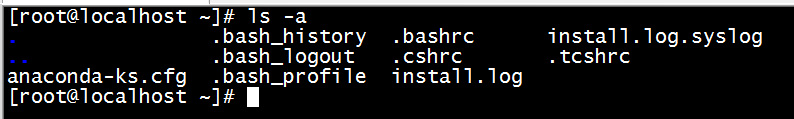 [root@localhost ~]# ls -a
. .bash_history .bashrc install.log.syslog
.. .bash_logout .cshrc .tcshrc
anaconda-ks.cfg .bash_profile install.log
[root@localhost ~]#